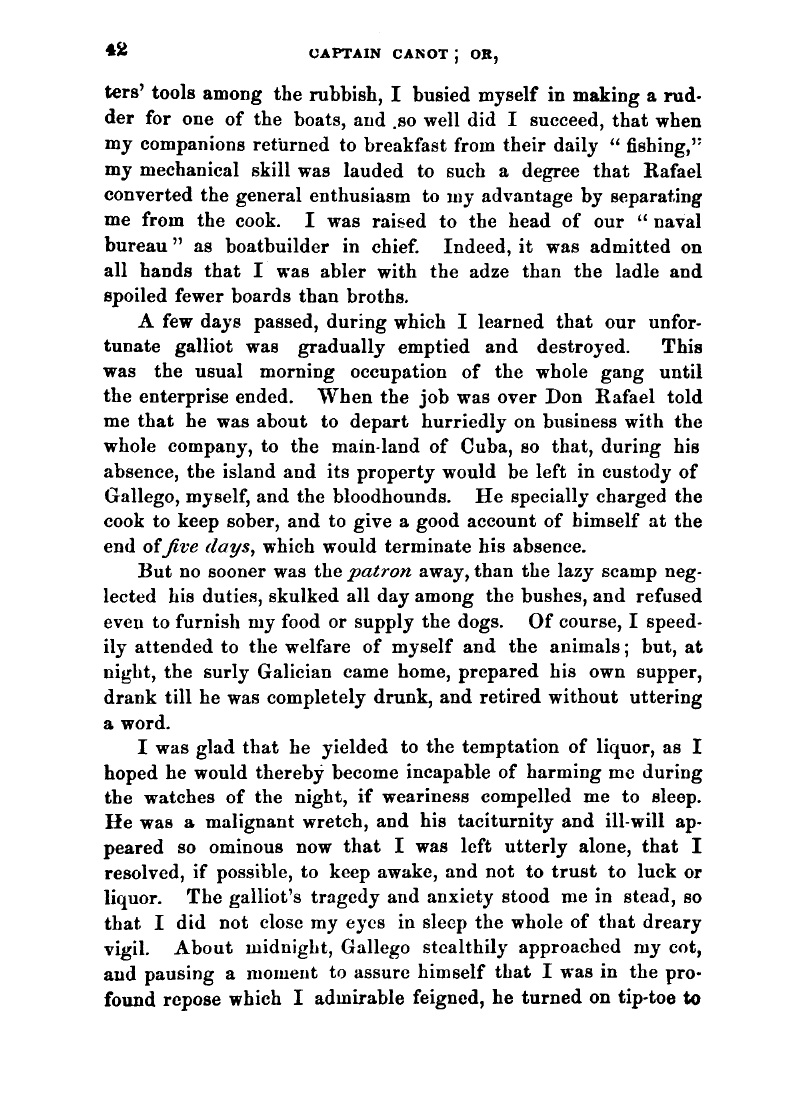 42 CAPTAIN CANOT; OR,
ters' tools among the rubbish, I busied myself in making a rud-
der for one of the boats, and .so well did I succeed, that when
my companions returned to breakfast from their daily “ fishing,”
my mechanical skill was lauded to such a degree that Rafael
converted the general enthusiasm to my advantage by separating
me from the cook. I was raised to the head of our “ naval
bureau ” as boatbuilder in chief. Indeed, it was admitted on
all hands that I was abler with the adze than the ladle and
spoiled fewer boards than broths.
A few days passed, during which I learned that our unfor-
tunate galliot was gradually emptied and destroyed. This
was the usual morning occupation of the whole gang until
the enterprise ended. When the job was over Don Rafael told
me that he was about to depart hurriedly on business with the
whole company, to the main-land of Cuba, so that, during his
absence, the island and its property would be left in custody of
Gallego, myself, and the bloodhounds. He specially charged the
cook to keep sober, and to give a good account of himself at the
end of five days, which would terminate his absence.
But no sooner was the patron away, than the lazy scamp neg-
lected his duties, skulked all day among the bushes, and refused
even to furnish my food or supply the dogs. Of course, I speed-
ily attended to the welfare of myself and the animals; but, at
night, the surly Galician came home, prepared his own supper,
drank till he was completely drunk, and retired without uttering
a word.
I was glad that he yielded to the temptation of liquor, as I
hoped he would thereby become incapable of harming me during
the watches of the night, if weariness compelled me to sleep.
He was a malignant wretch, and his taciturnity and ill-will ap-
peared so ominous now that I was left utterly alone, that I
resolved, if possible, to keep awake, and not to trust to luck or
liquor. The galliot's tragedy and anxiety stood me in stead, so
that I did not close my eyes in sleep the whole of that dreary
vigil. About midnight, Gallego stealthily approached my cot,
and pausing a moment to assure himself that I was in the pro-
found repose which I admirable feigned, he turned on tip-toe to